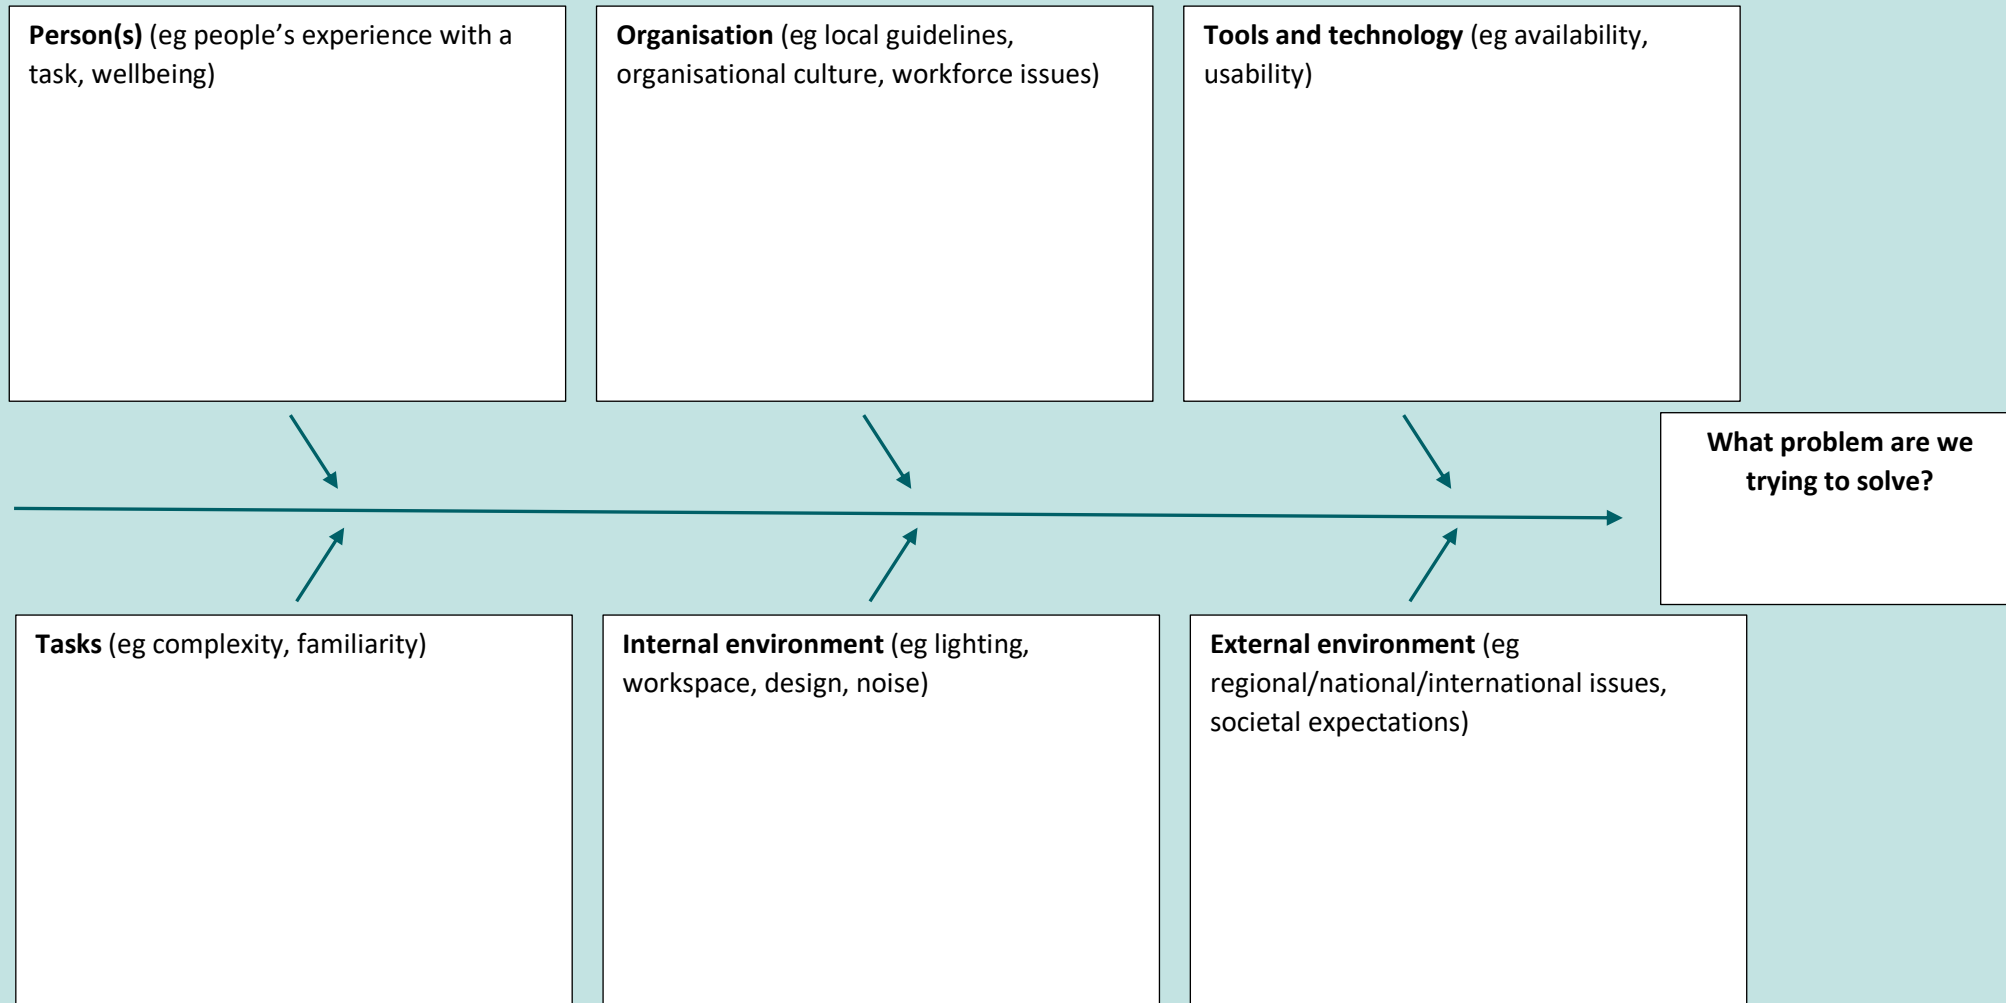 Person(s) (eg people’s experience with a
task, wellbeing)
Organisation (eg local guidelines,
organisational culture, workforce issues)
Tools and technology (eg availability,
usability)
What problem are we
trying to solve?
Tasks (eg complexity, familiarity)
Internal environment (eg lighting,
workspace, design, noise)
External environment (eg
regional/national/international issues,
societal expectations)